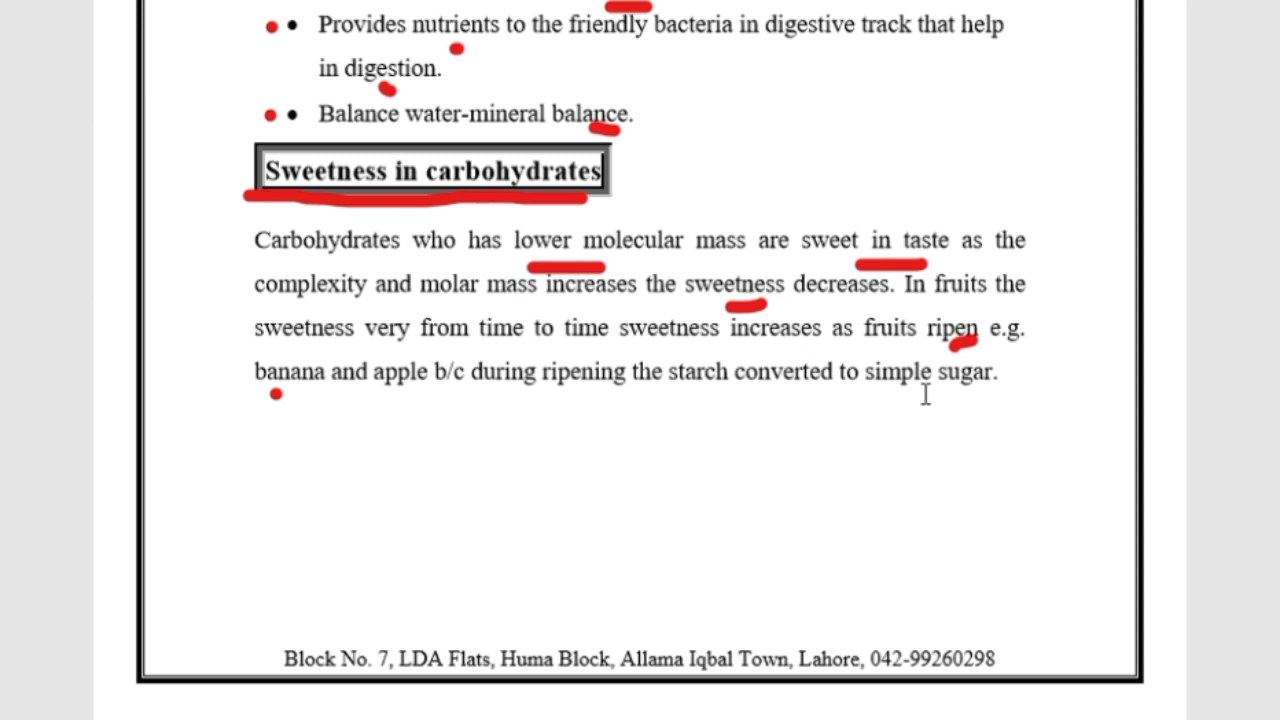 • Provides nutrients to the friendly bacteria in digestive track that help
in digestion.
• Balance water-mineral balance.
Sweetness in carbohydrates
Carbohydrates who has lower molecular mass are sweet in taste as the
complexity and molar mass increases the sweetness decreases. In fruits the
sweetness very from time to time sweetness increases as fruits ripen e.g.
banana and apple b/c during ripening the starch converted to simple sugar.
Block No. 7, LDA Flats, Huma Block, Allama Iqbal Town, Lahore, 042-99260298